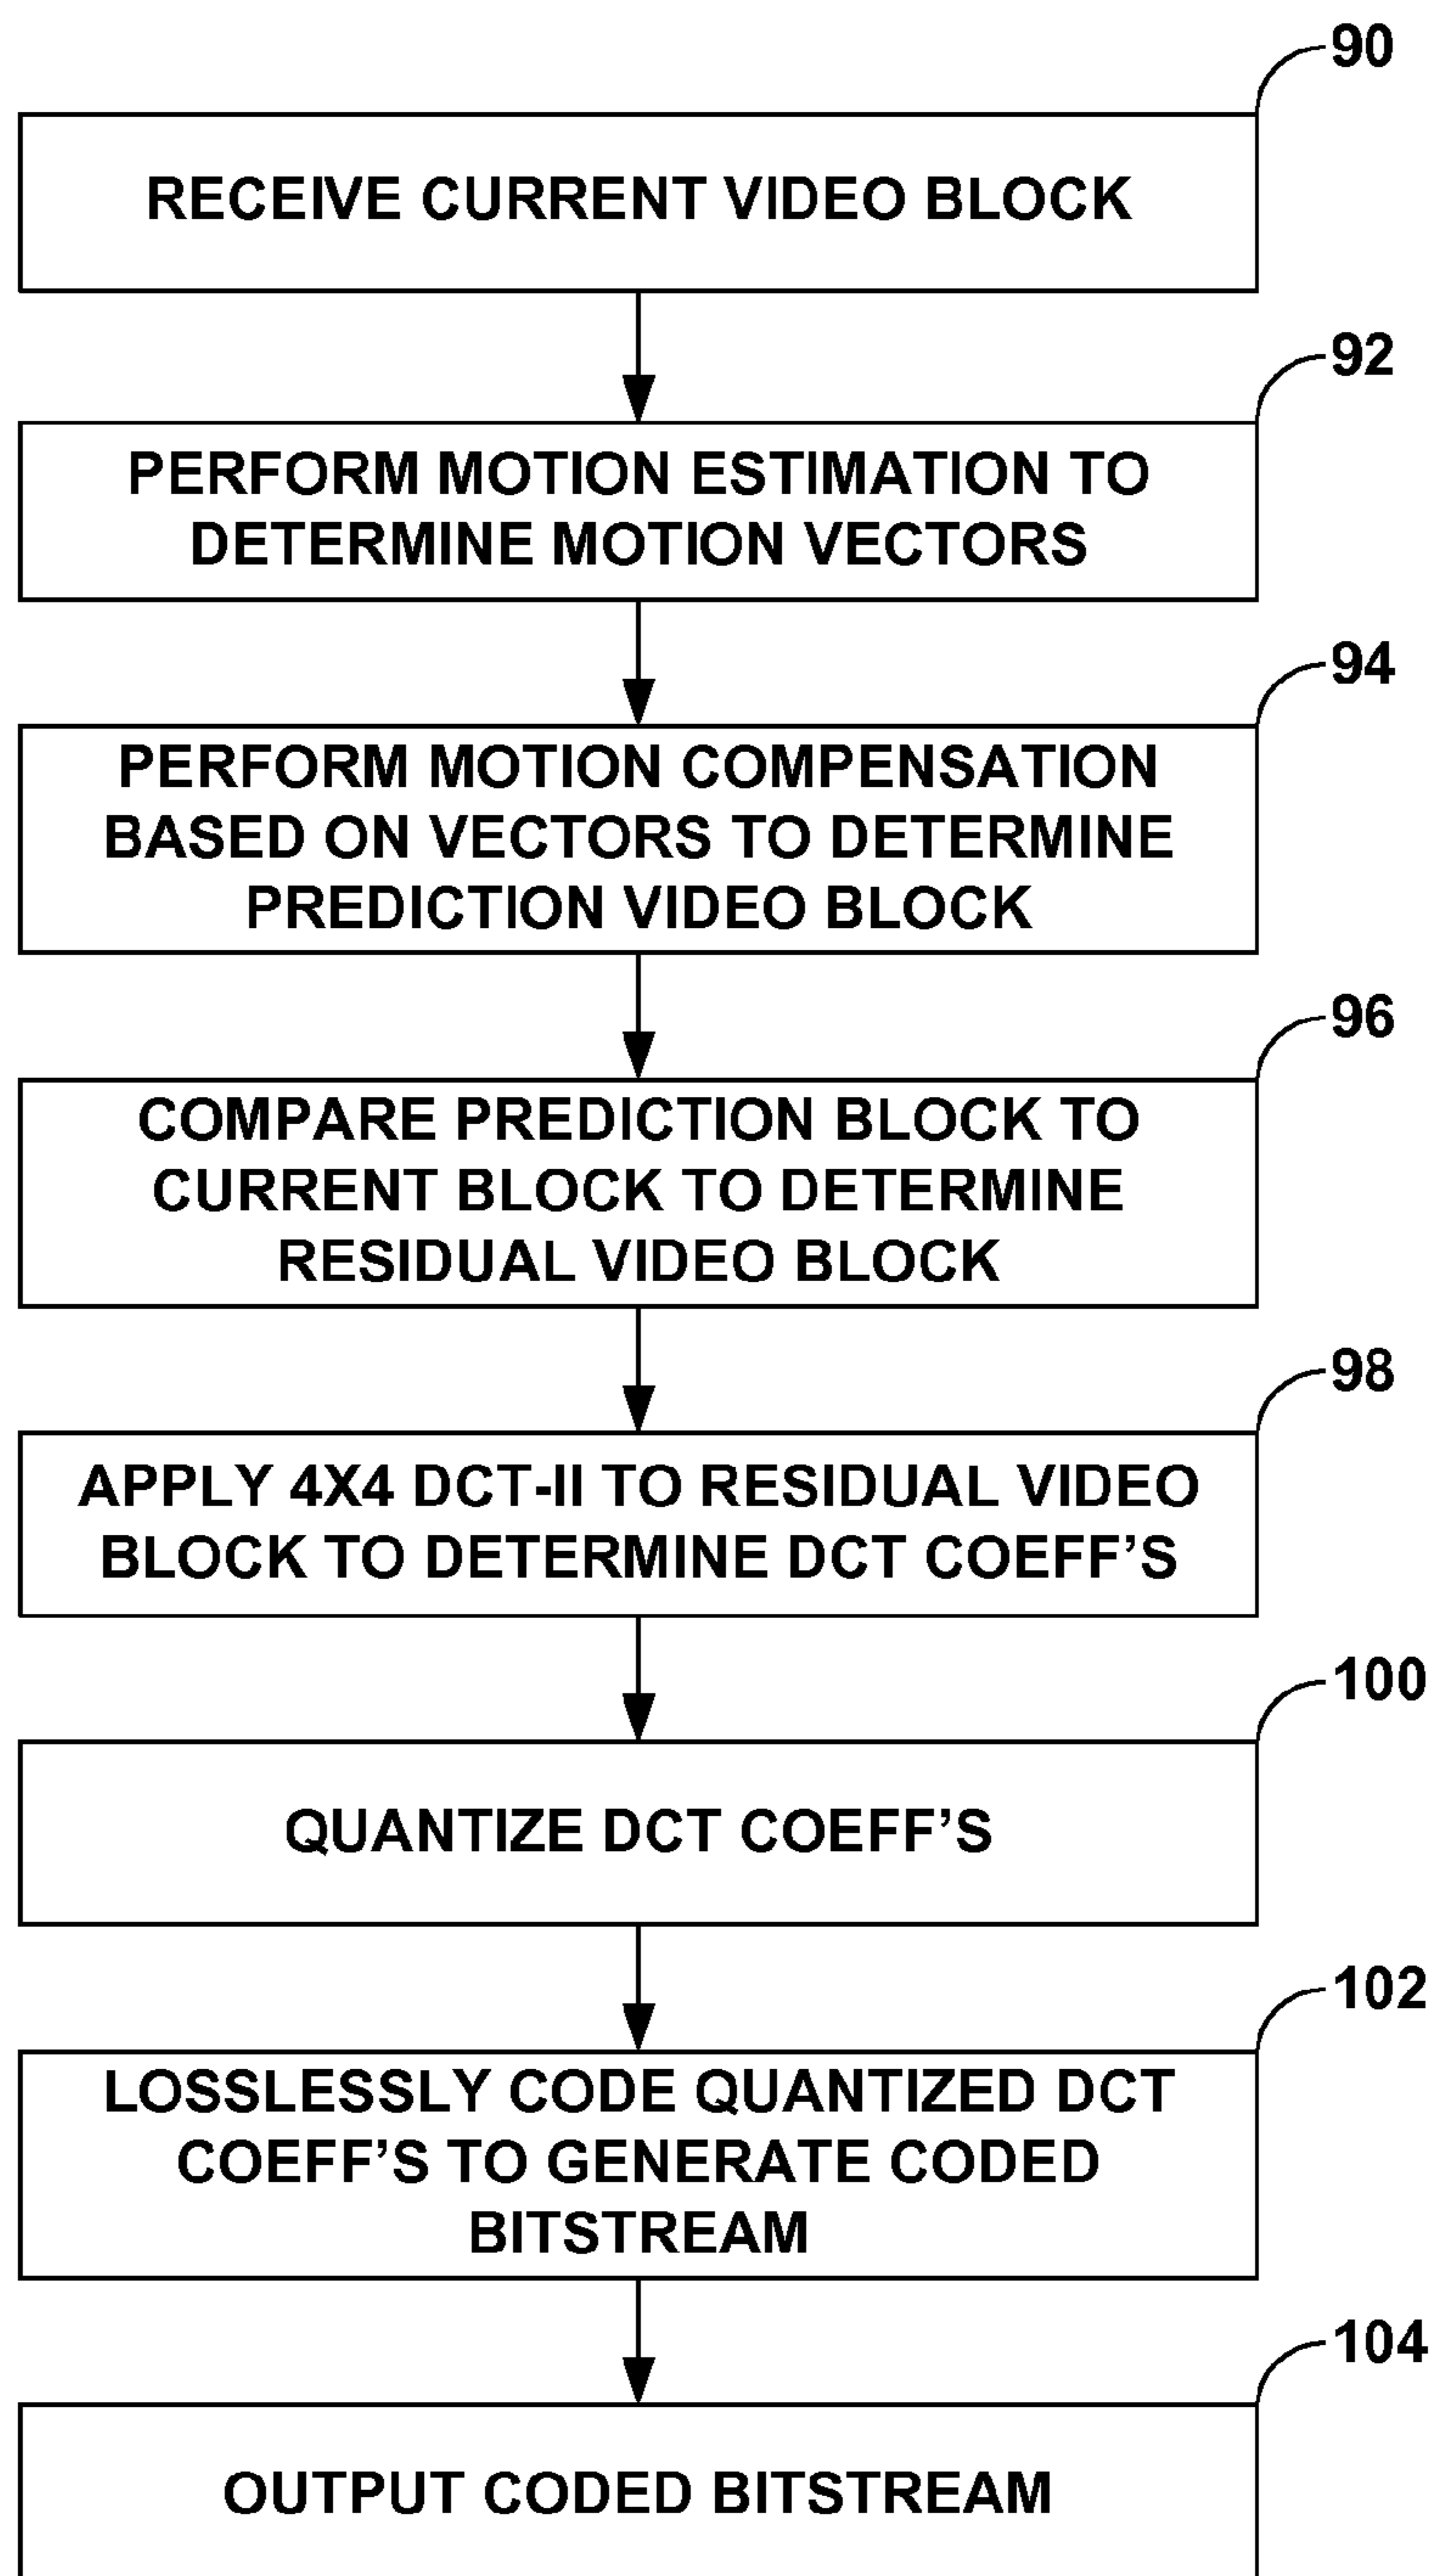 90
RECEIVE CURRENT VIDEO BLOCK
92
PERFORM MOTION ESTIMATION TO
DETERMINE MOTION VECTORS
94
PERFORM MOTION COMPENSATION
BASED ON VECTORS TO DETERMINE
PREDICTION VIDEO BLOCK
96
COMPARE PREDICTION BLOCK TO
CURRENT BLOCK TO DETERMINE
RESIDUAL VIDEO BLOCK
98
APPLY 4X4 DCT-II TO RESIDUAL VIDEO
BLOCK TO DETERMINE DCT COEFF’S
100
QUANTIZE DCT COEFF’S
102
LOSSLESSLY CODE QUANTIZED DCT
COEFF’S TO GENERATE CODED
BITSTREAM
104
OUTPUT CODED BITSTREAM